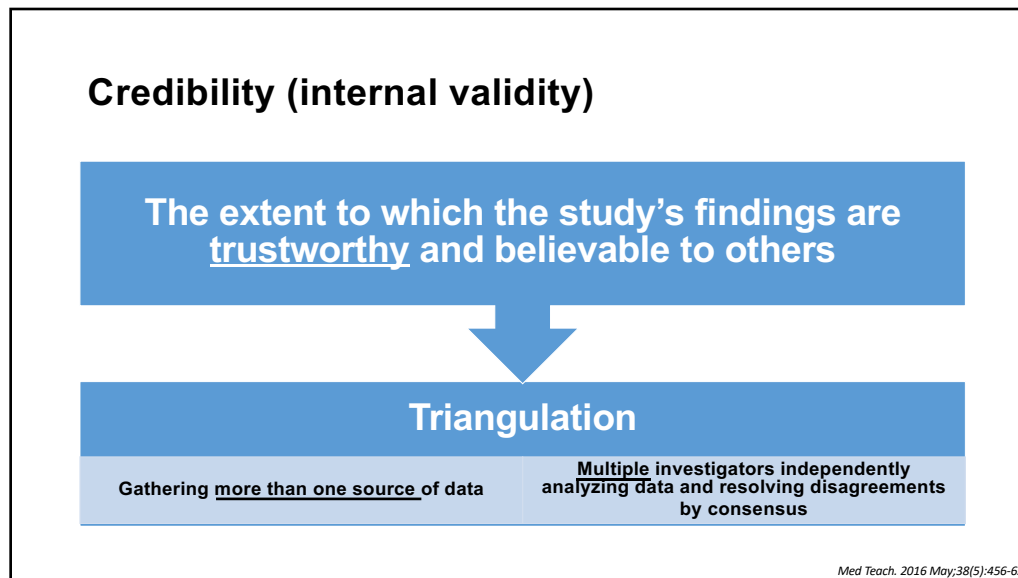 Credibility (internal validity)
The extent to which the study’s findings are
trustworthy and believable to others
Triangulation
Gathering more than one source of data
Multiple investigators independently
analyzing data and resolving disagreements
by consensus
Med Teach. 2016 May;38(5):456-6